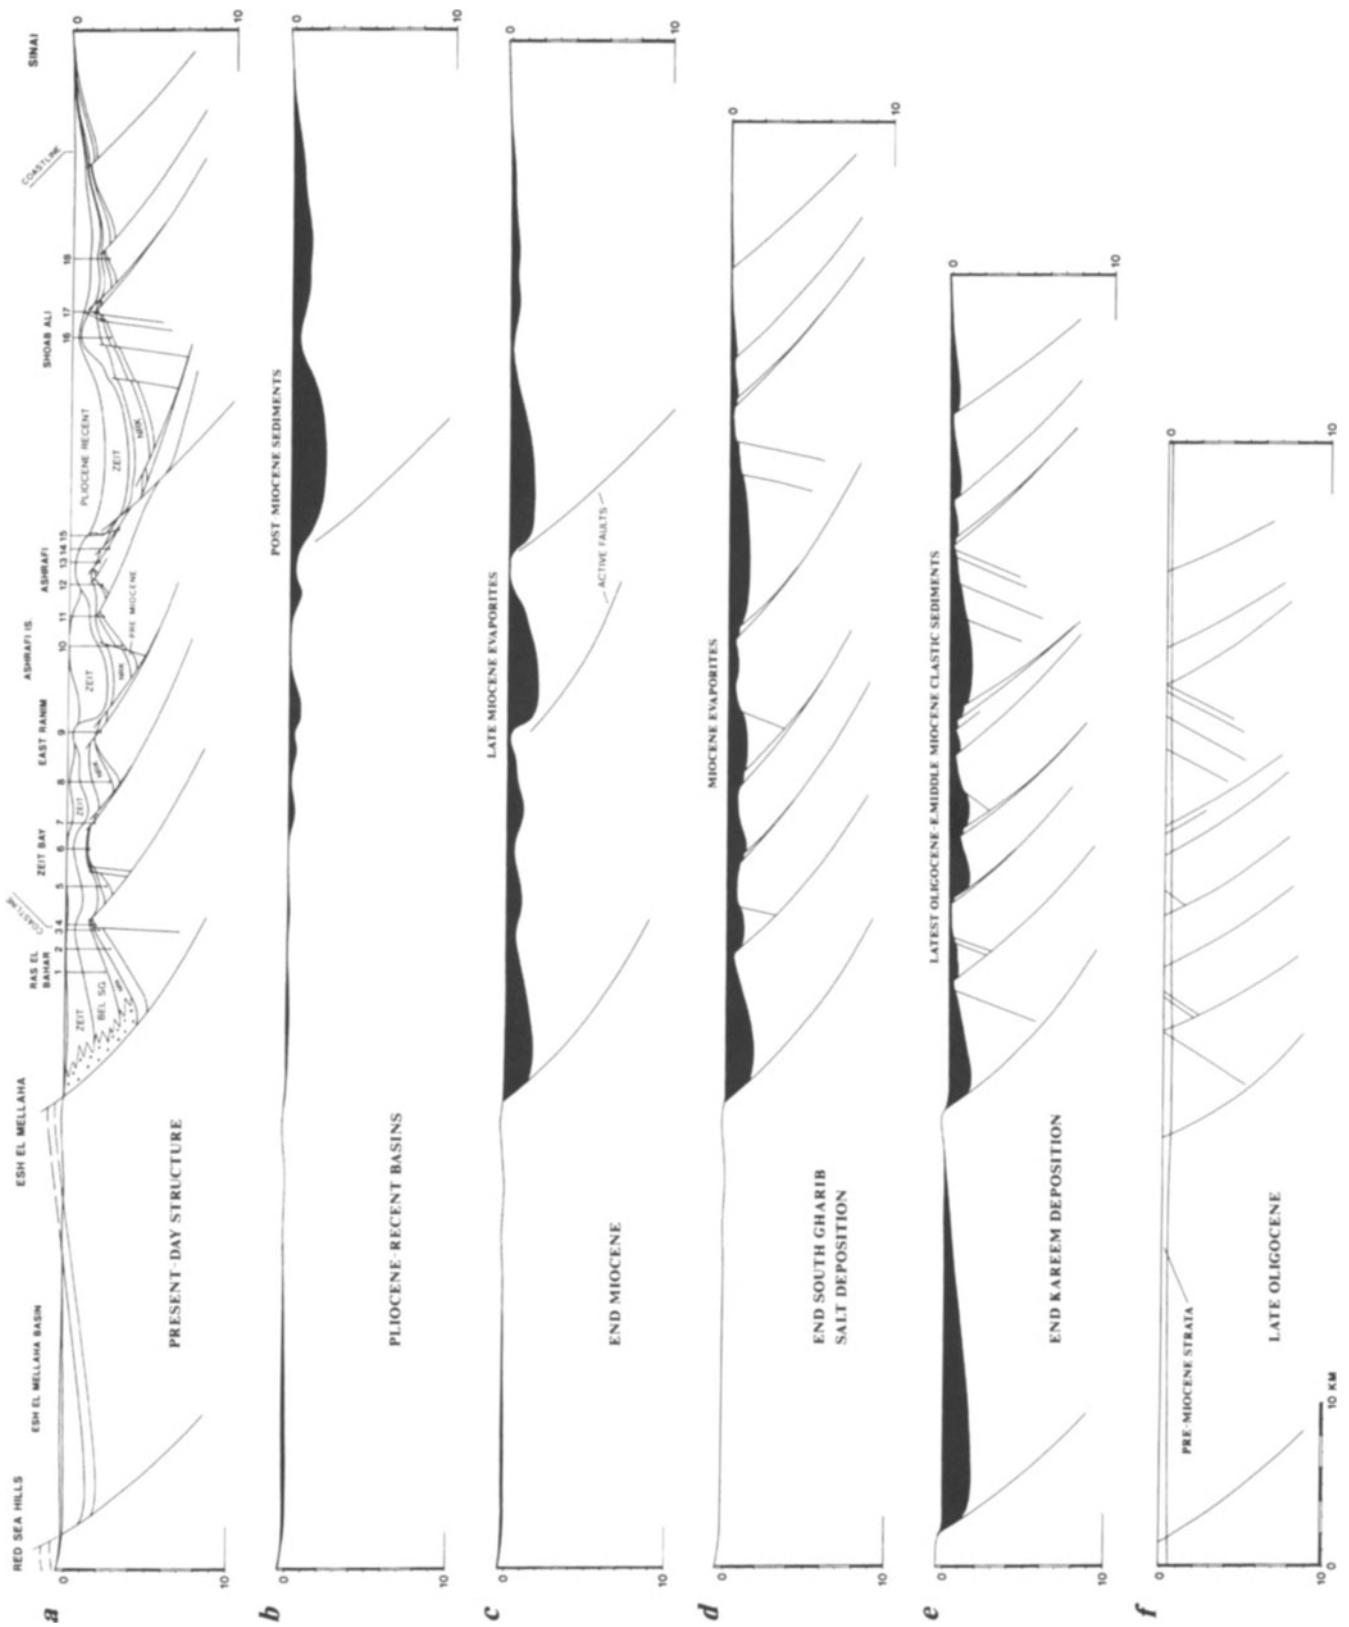 a
RED SEA HILLS
ESH EL MELLAHA BASIN
ESH EL MELLAHA
RAS EL
BAHAR
COASTLINE
ZEIT BAY
EAST RANIM
ASHRAFI IS.
ASHRAFI
SHOAB ALI
COASTLINE
SINAI
1 2 3 4 5 6 7 8 9 10 11 12 13 14 15 16 17 18
ZEIT
BEL SG
ZEIT
NRK
ZEIT
NRK
PRE MIOCENE
PLIOCENE RECENT
ZEIT
NRK
0
10
0
10
PRESENT-DAY STRUCTURE
b
POST MIOCENE SEDIMENTS
0
10
0
10
PLIOCENE-RECENT BASINS
c
LATE MIOCENE EVAPORITES
ACTIVE FAULTS
0
10
0
10
END MIOCENE
d
MIOCENE EVAPORITES
0
10
0
10
END SOUTH GHARIB
SALT DEPOSITION
e
LATEST OLIGOCENE-E.MIDDLE MIOCENE CLASTIC SEDIMENTS
0
10
0
10
END KAREEM DEPOSITION
f
0
10
0
10
PRE-MIOCENE STRATA
LATE OLIGOCENE
0 10 KM